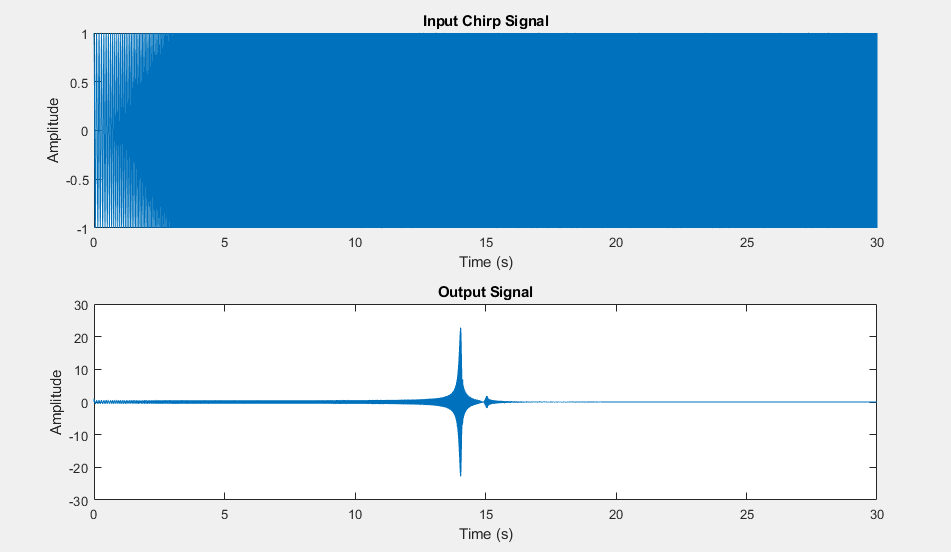 Input Chirp Signal
1
0.5
0
-0.5
-1
Amplitude
0 5 10 15 20 25 30
Time (s)
Output Signal
30
20
10
0
-10
-20
-30
Amplitude
0 5 10 15 20 25 30
Time (s)